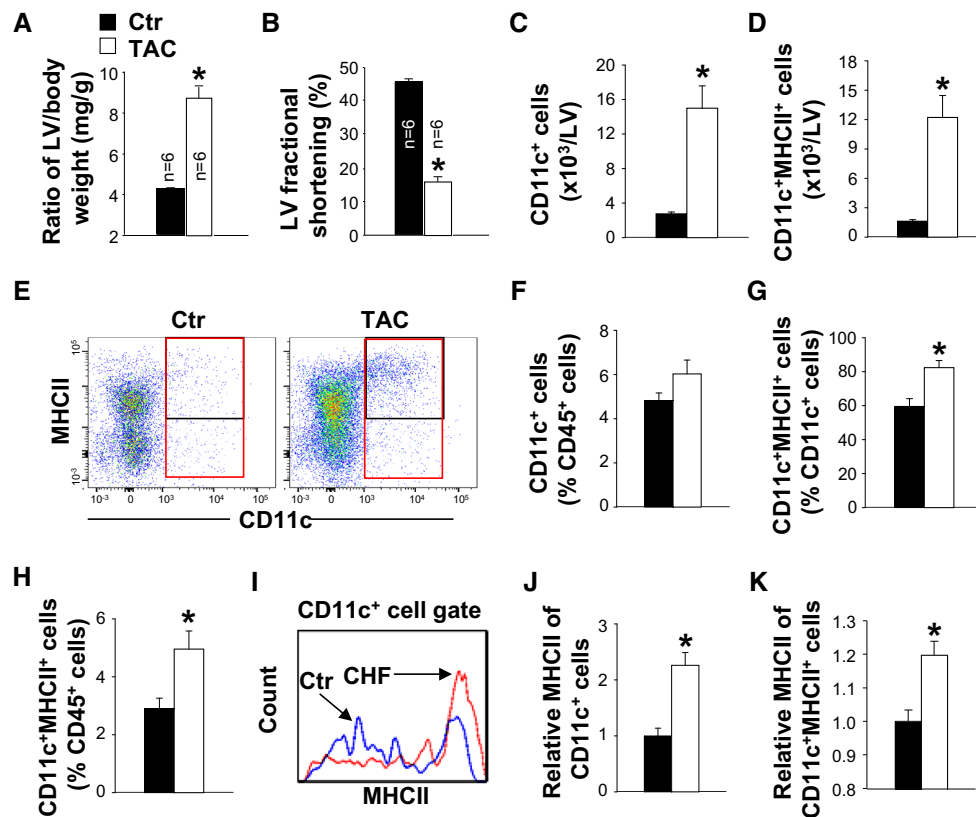 Ctr
TAC
A
Ratio of LV/body
weight (mg/g)
10
8
6
4
2
n=6
n=6
*
B
LV fractional
shortening (%)
50
40
30
20
10
0
n=6
n=6
*
C
CD11c⁺ cells
(x10³/LV)
20
16
12
8
4
0
*
D
CD11c⁺MHCII⁺ cells
(x10³/LV)
18
15
12
9
6
3
0
*
E
Ctr
TAC
MHCII
10⁵
10⁻³
10⁻³ 0 10³ 10⁴ 10⁵
10⁻³ 0 10³ 10⁴ 10⁵
CD11c
F
CD11c⁺ cells
(% CD45⁺ cells)
8
6
4
2
0
G
CD11c⁺MHCII⁺ cells
(% CD11c⁺ cells)
100
80
60
40
20
0
*
H
CD11c⁺MHCII⁺ cells
(% CD45⁺ cells)
6
4
2
0
*
I
CD11c⁺ cell gate
Count
Ctr
CHF
MHCII
J
Relative MHCII of
CD11c⁺ cells
3
2
1
0
*
K
Relative MHCII of
CD11c⁺MHCII⁺ cells
1.3
1.2
1.1
1.0
0.9
0.8
*